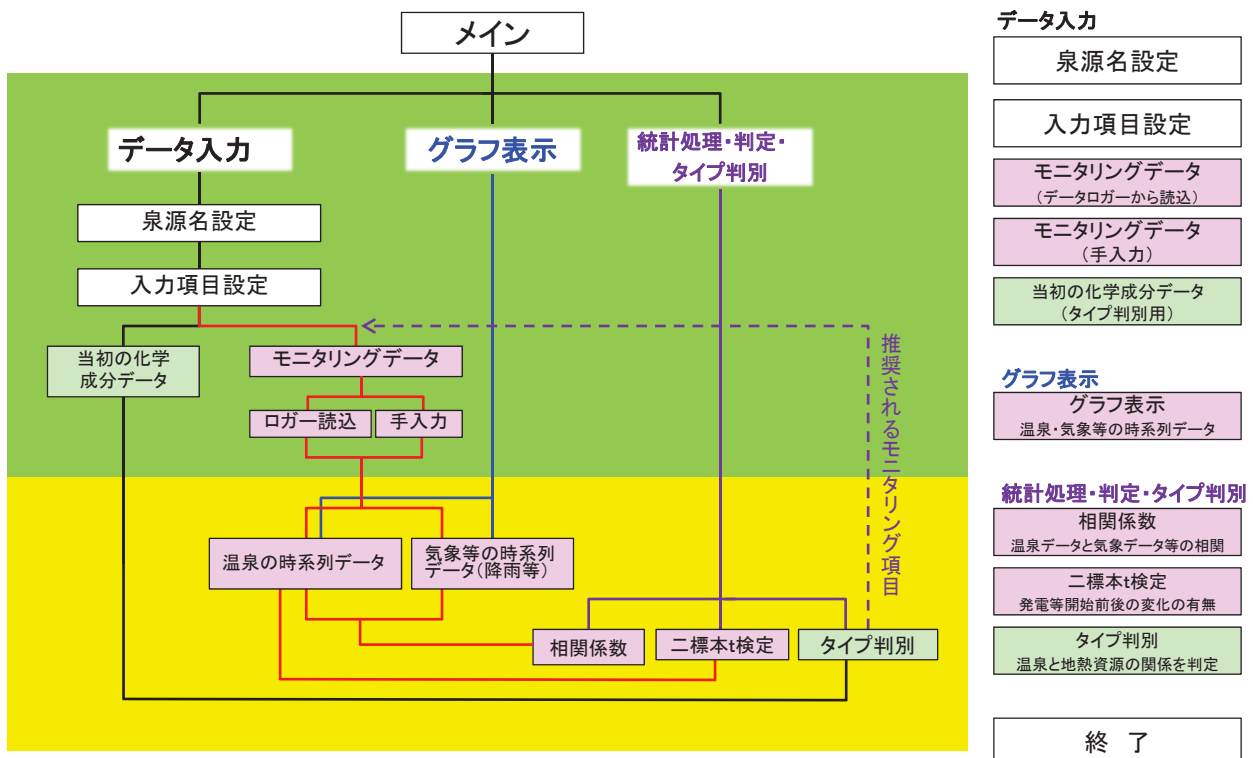 メイン
データ入力
グラフ表示
統計処理・判定・
タイプ判別
泉源名設定
入力項目設定
当初の化学
成分データ
モニタリングデータ
ロガー読込
手入力
推奨されるモニタリング項目
温泉の時系列データ
気象等の時系列
データ(降雨等)
相関係数
二標本t検定
タイプ判別
データ入力
泉源名設定
入力項目設定
モニタリングデータ
(データロガーから読込)
モニタリングデータ
(手入力)
当初の化学成分データ
(タイプ判別用)
グラフ表示
グラフ表示
温泉・気象等の時系列データ
統計処理・判定・タイプ判別
相関係数
温泉データと気象データ等の相関
二標本t検定
発電等開始前後の変化の有無
タイプ判別
温泉と地熱資源の関係を判定
終 了